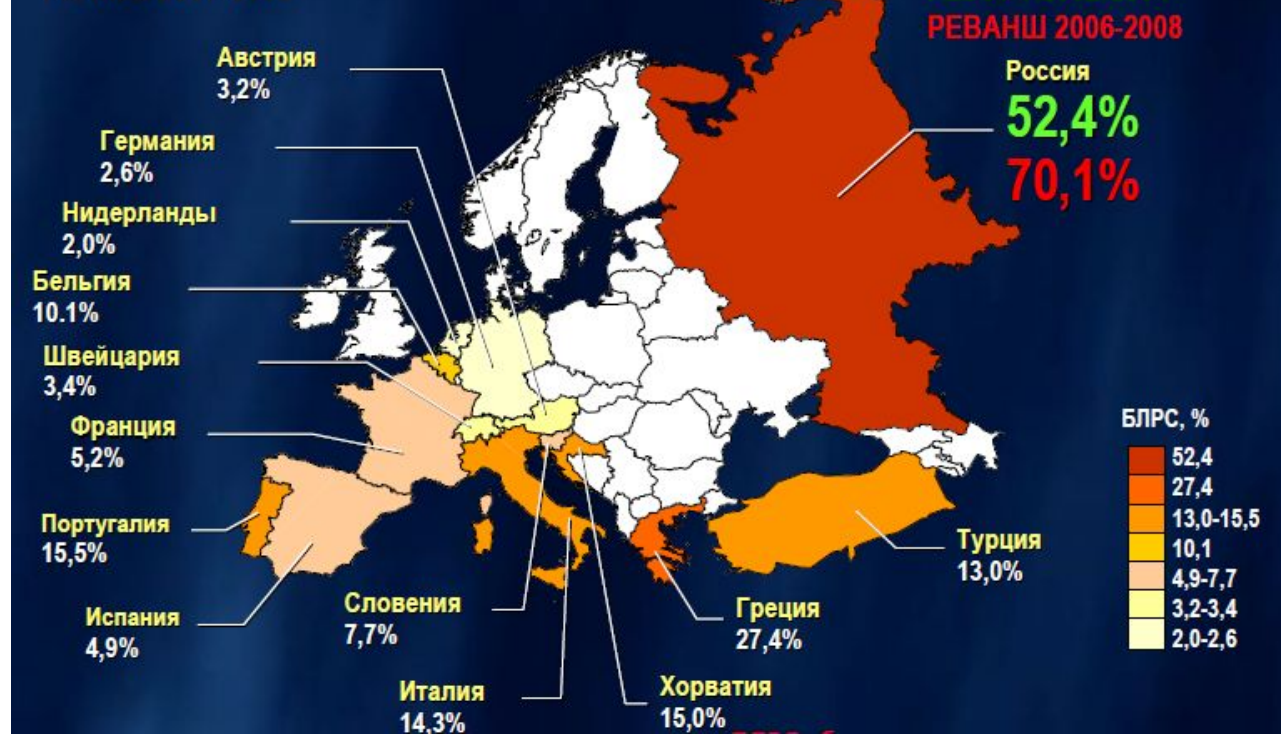 РЕВАНШ 2006-2008
Россия
52,4%
70,1%
Австрия
3,2%
Германия
2,6%
Нидерланды
2,0%
Бельгия
10.1%
Швейцария
3,4%
Франция
5,2%
Португалия
15,5%
Испания
4,9%
Словения
7,7%
Италия
14,3%
Хорватия
15,0%
Греция
27,4%
Турция
13,0%
БЛРС, %
52,4
27,4
13,0-15,5
10,1
4,9-7,7
3,2-3,4
2,0-2,6